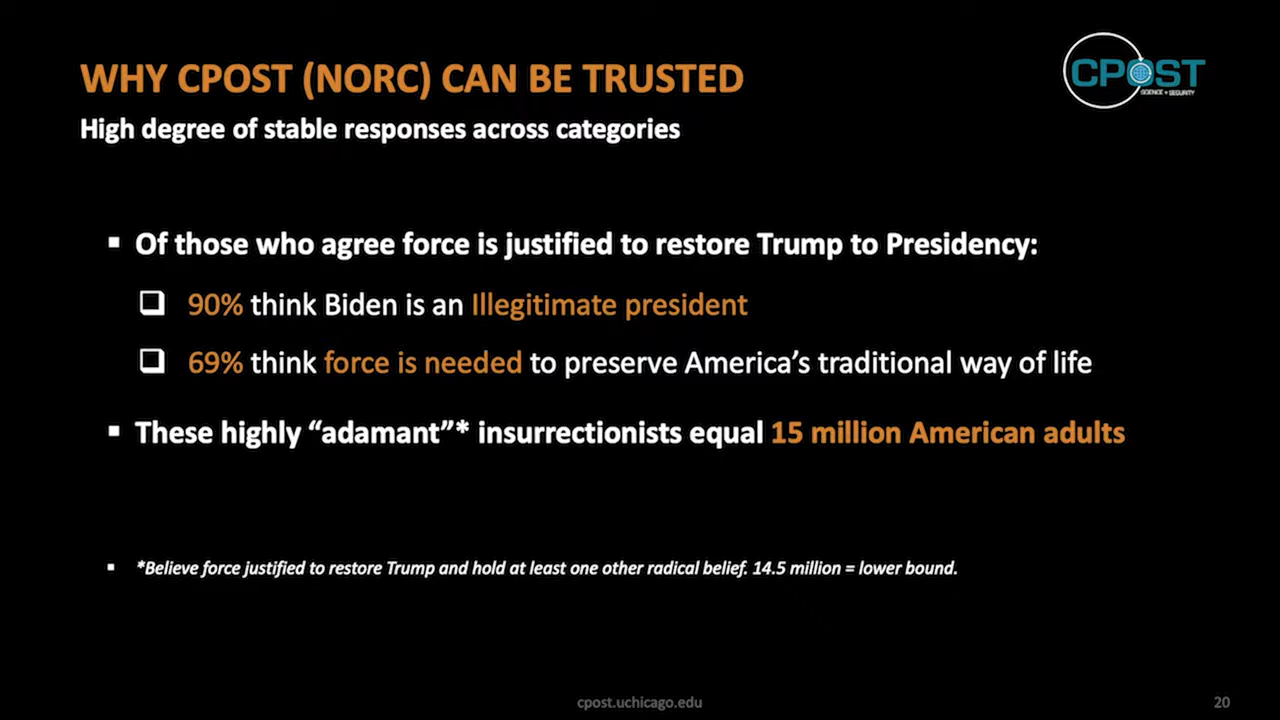 WHY CPOST (NORC) CAN BE TRUSTED
CPOST
SCIENCE + SECURITY
High degree of stable responses across categories
▪ Of those who agree force is justified to restore Trump to Presidency:
❑ 90% think Biden is an Illegitimate president
❑ 69% think force is needed to preserve America’s traditional way of life
▪ These highly “adamant”* insurrectionists equal 15 million American adults
▪ *Believe force justified to restore Trump and hold at least one other radical belief. 14.5 million = lower bound.
cpost.uchicago.edu
20